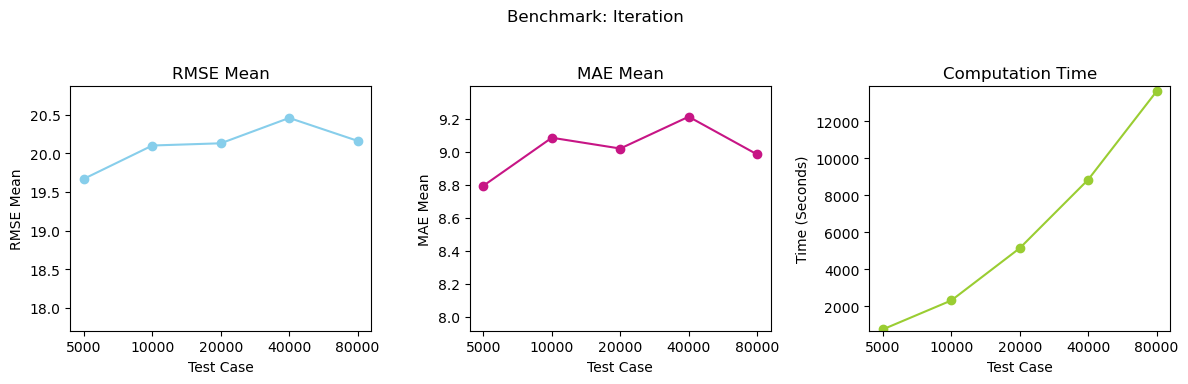 Benchmark: Iteration
RMSE Mean
RMSE Mean
20.5
20.0
19.5
19.0
18.5
18.0
5000 10000 20000 40000 80000
Test Case
MAE Mean
MAE Mean
9.2
9.0
8.8
8.6
8.4
8.2
8.0
5000 10000 20000 40000 80000
Test Case
Computation Time
Time (Seconds)
12000
10000
8000
6000
4000
2000
5000 10000 20000 40000 80000
Test Case